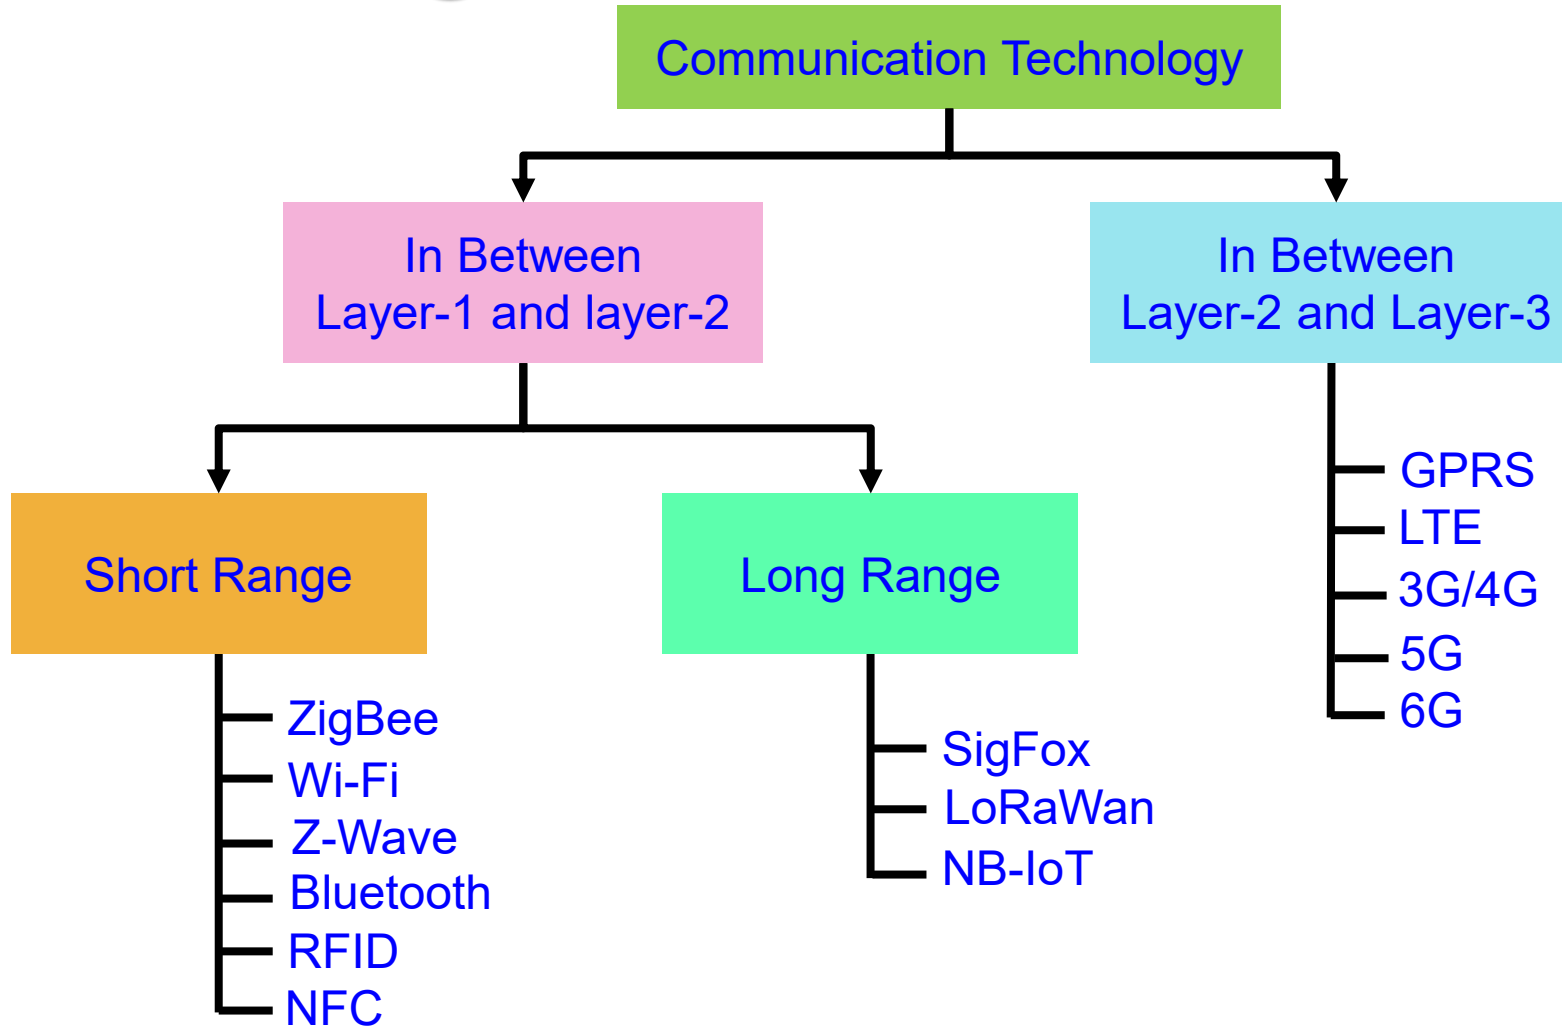 Communication Technology
In Between
Layer-1 and layer-2
In Between
Layer-2 and Layer-3
Short Range
Long Range
ZigBee
Wi-Fi
Z-Wave
Bluetooth
RFID
NFC
SigFox
LoRaWan
NB-IoT
GPRS
LTE
3G/4G
5G
6G